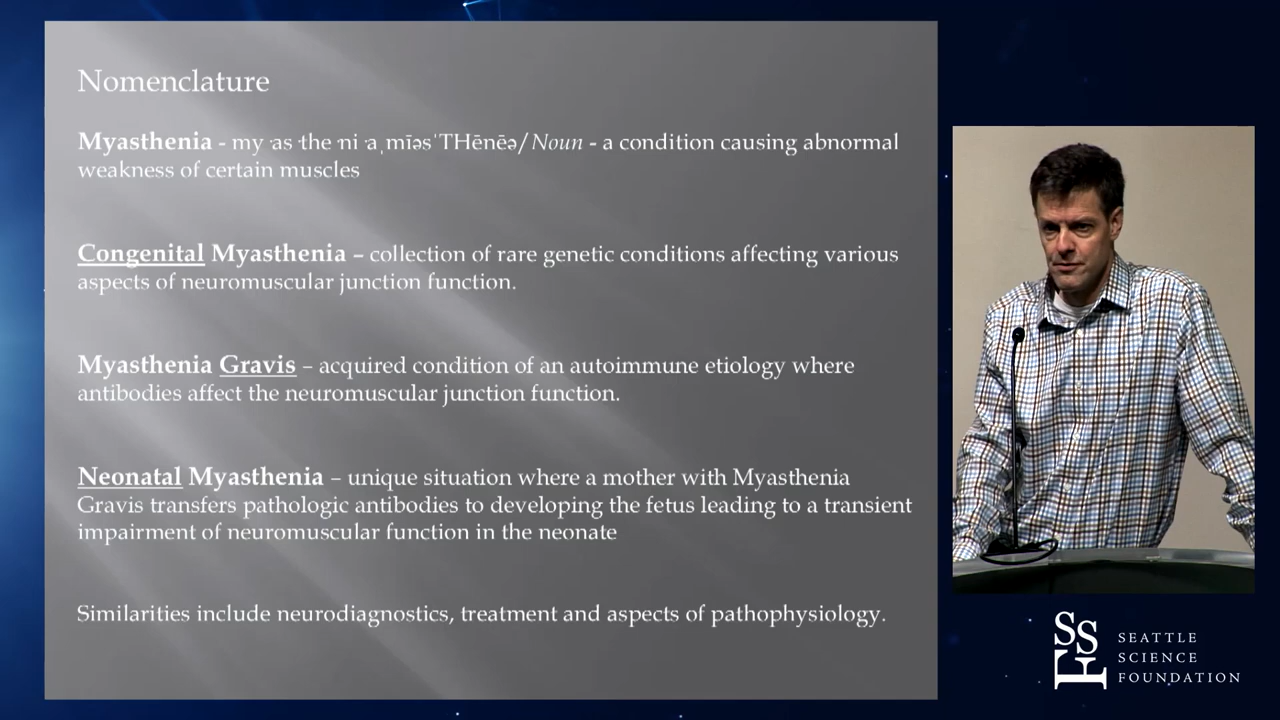 Nomenclature
Myasthenia - my ·as ·the ·ni ·a ˌmīəsˈTHēnēə/Noun - a condition causing abnormal
weakness of certain muscles
Congenital Myasthenia – collection of rare genetic conditions affecting various
aspects of neuromuscular junction function.
Myasthenia Gravis – acquired condition of an autoimmune etiology where
antibodies affect the neuromuscular junction function.
Neonatal Myasthenia – unique situation where a mother with Myasthenia
Gravis transfers pathologic antibodies to developing the fetus leading to a transient
impairment of neuromuscular function in the neonate
Similarities include neurodiagnostics, treatment and aspects of pathophysiology.
SSF
SEATTLE
SCIENCE
FOUNDATION